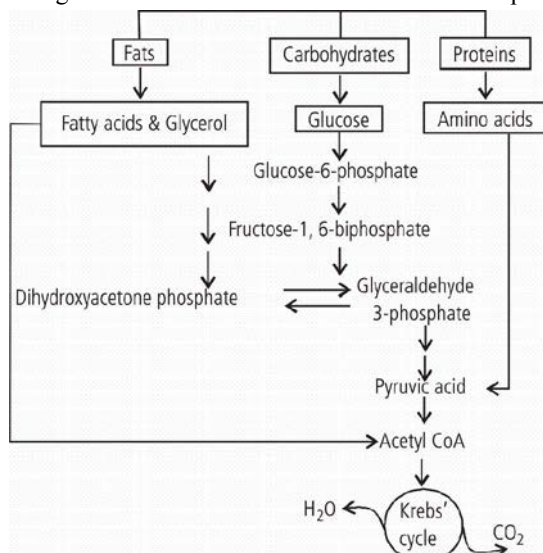 Fats
Carbohydrates
Proteins
Fatty acids & Glycerol
Glucose
Amino acids
Glucose-6-phosphate
Fructose-1, 6-biphosphate
Dihydroxyacetone phosphate
Glyceraldehyde
3-phosphate
Pyruvic acid
Acetyl CoA
H₂O
Krebs'
cycle
CO₂